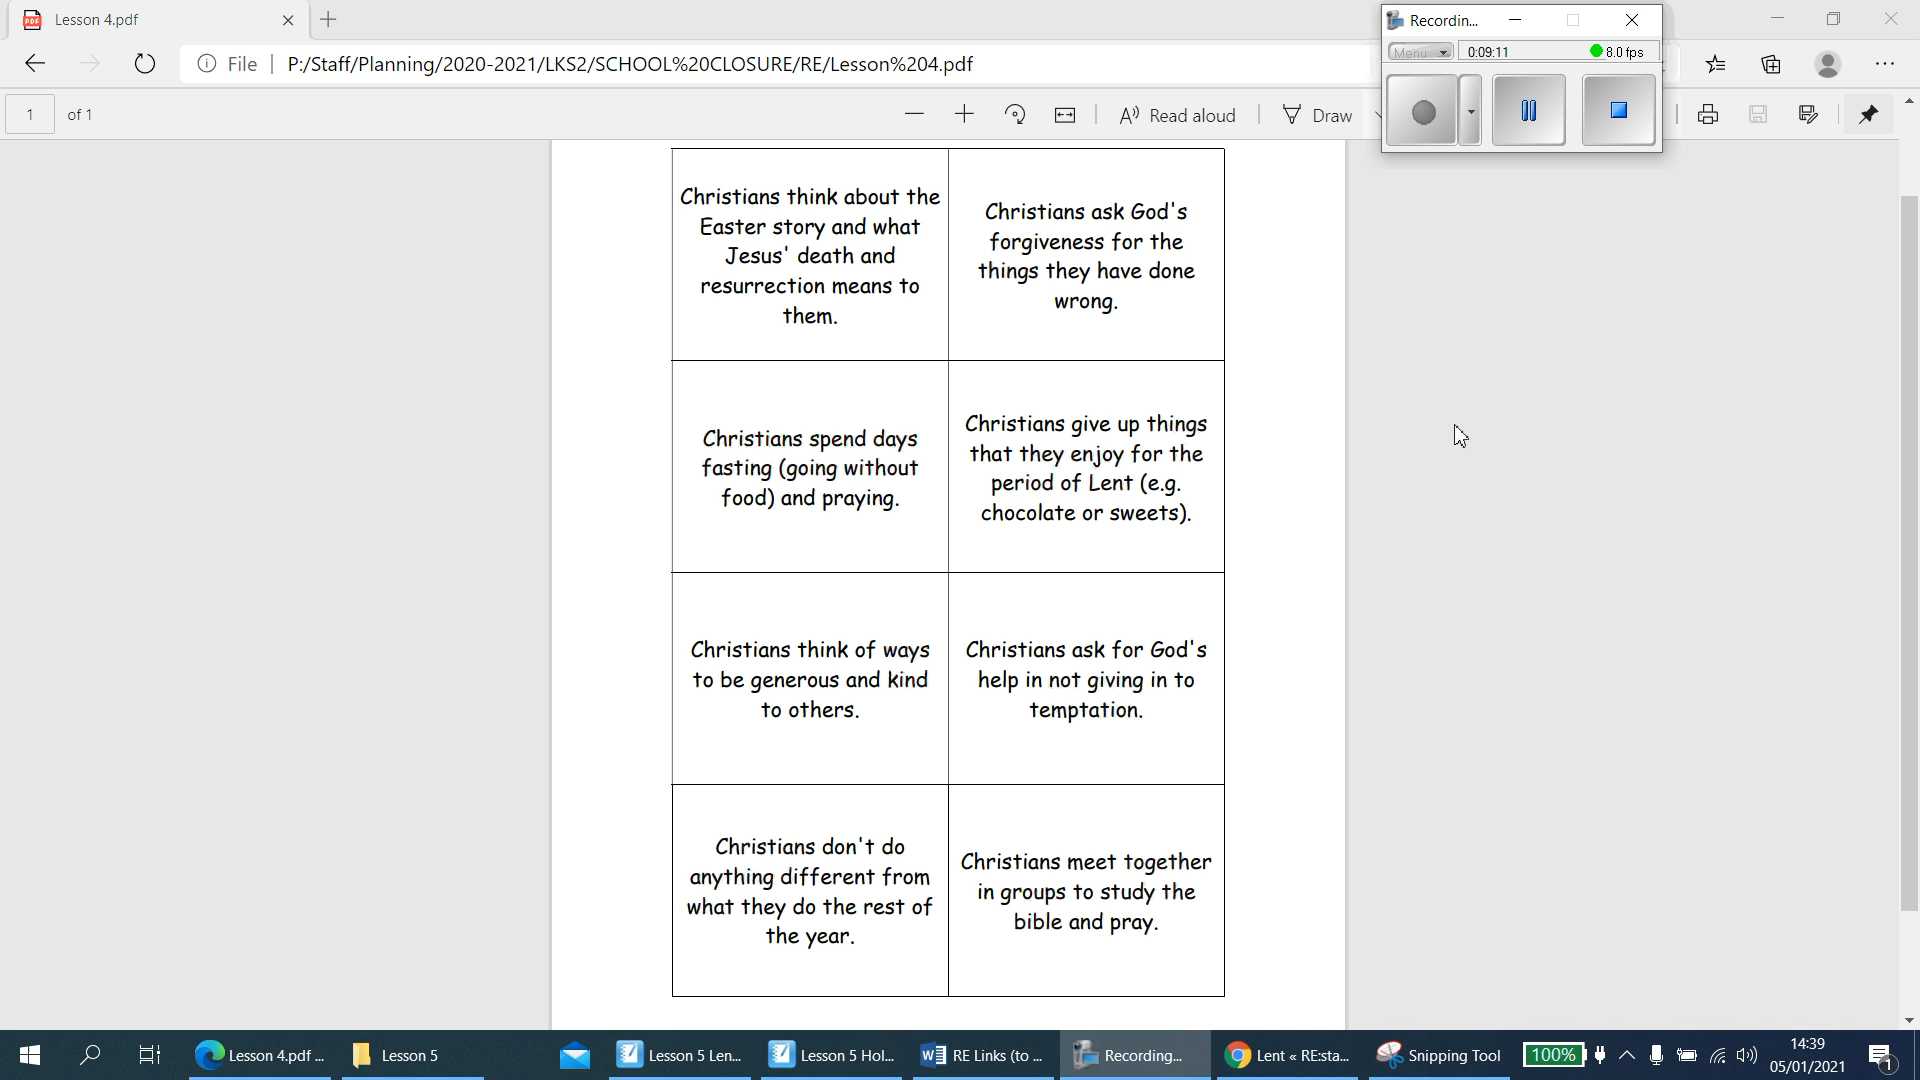 Lesson 4.pdf
Recordin...
File
P:/Staff/Planning/2020-2021/LKS2/SCHOOL%20CLOSURE/RE/Lesson%204.pdf
Menu
0:09:11
8.0 fps
1
of 1
Read aloud
Draw
Christians think about the
Easter story and what
Jesus' death and
resurrection means to
them.
Christians ask God's
forgiveness for the
things they have done
wrong.
Christians spend days
fasting (going without
food) and praying.
Christians give up things
that they enjoy for the
period of Lent (e.g.
chocolate or sweets).
Christians think of ways
to be generous and kind
to others.
Christians ask for God's
help in not giving in to
temptation.
Christians don't do
anything different from
what they do the rest of
the year.
Christians meet together
in groups to study the
bible and pray.
Lesson 4.pdf ...
Lesson 5
Lesson 5 Len...
Lesson 5 Hol...
RE Links (to ...
Recording...
Lent « RE:sta...
Snipping Tool
100%
14:39
05/01/2021
1